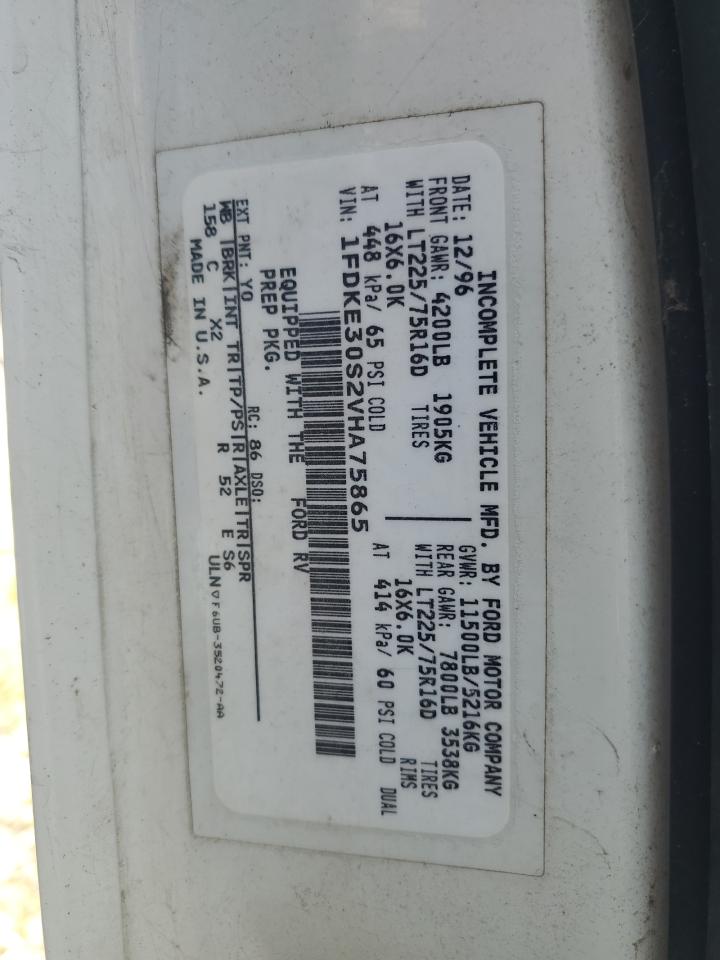 INCOMPLETE VEHICLE MFD. BY FORD MOTOR COMPANY
DATE: 12/96 GVWR: 11500LB/5216KG
FRONT GAWR: 4200LB 1905KG REAR GAWR: 7800LB 3538KG
WITH LT225/75R16D TIRES WITH LT225/75R16D TIRES
16X6.0K 16X6.0K RIMS
AT 448 kPa/ 65 PSI COLD AT 414 kPa/ 60 PSI COLD DUAL
VIN: 1FDKE30S2VHA75865
EQUIPPED WITH THE FORD RV
PREP PKG.
EXT PNT: YO RC: 86 DSO:
WB |BRK|INT TR|TP/PS|R|AXLE|TR|SPR
158 C X2 R 52 E S6
MADE IN U.S.A. ULN ▽ F6UB-3520472-AA